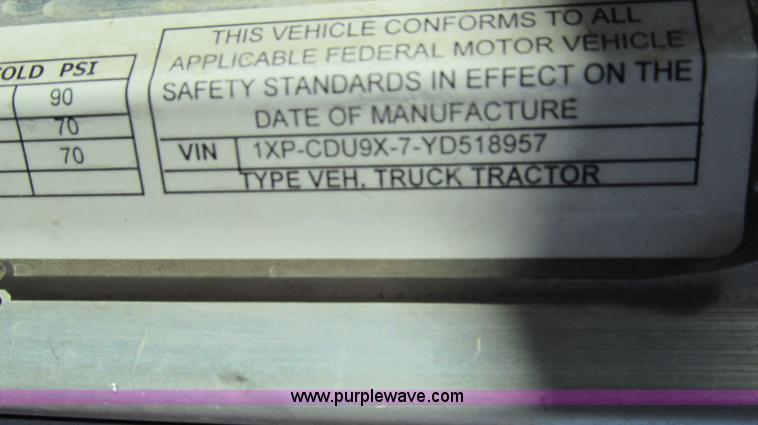 THIS VEHICLE CONFORMS TO ALL
APPLICABLE FEDERAL MOTOR VEHICLE
SAFETY STANDARDS IN EFFECT ON THE
DATE OF MANUFACTURE
VIN 1XP-CDU9X-7-YD518957
TYPE VEH. TRUCK TRACTOR
COLD PSI
90
70
70
www.purplewave.com